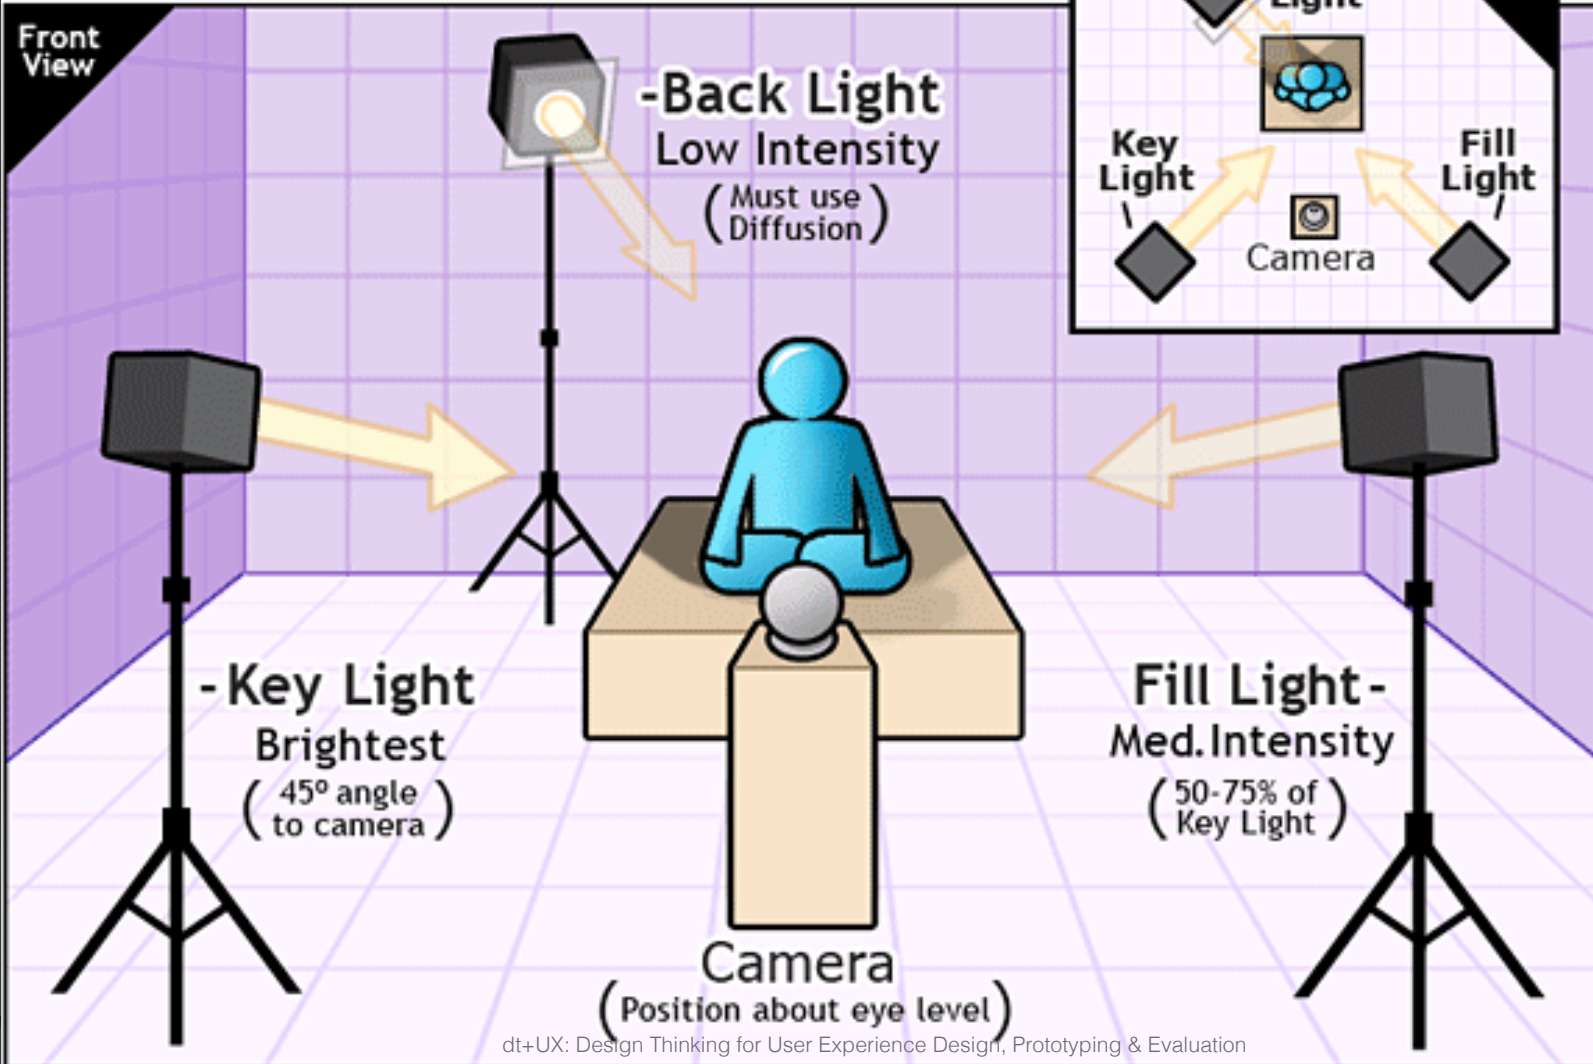 Front
View
-Back Light
Low Intensity
(Must use
Diffusion)
Light
Key
Light
Fill
Light
Camera
-Key Light
Brightest
(45º angle
to camera)
Fill Light-
Med.Intensity
(50-75% of
Key Light)
Camera
(Position about eye level)
dt+UX: Design Thinking for User Experience Design, Prototyping & Evaluation